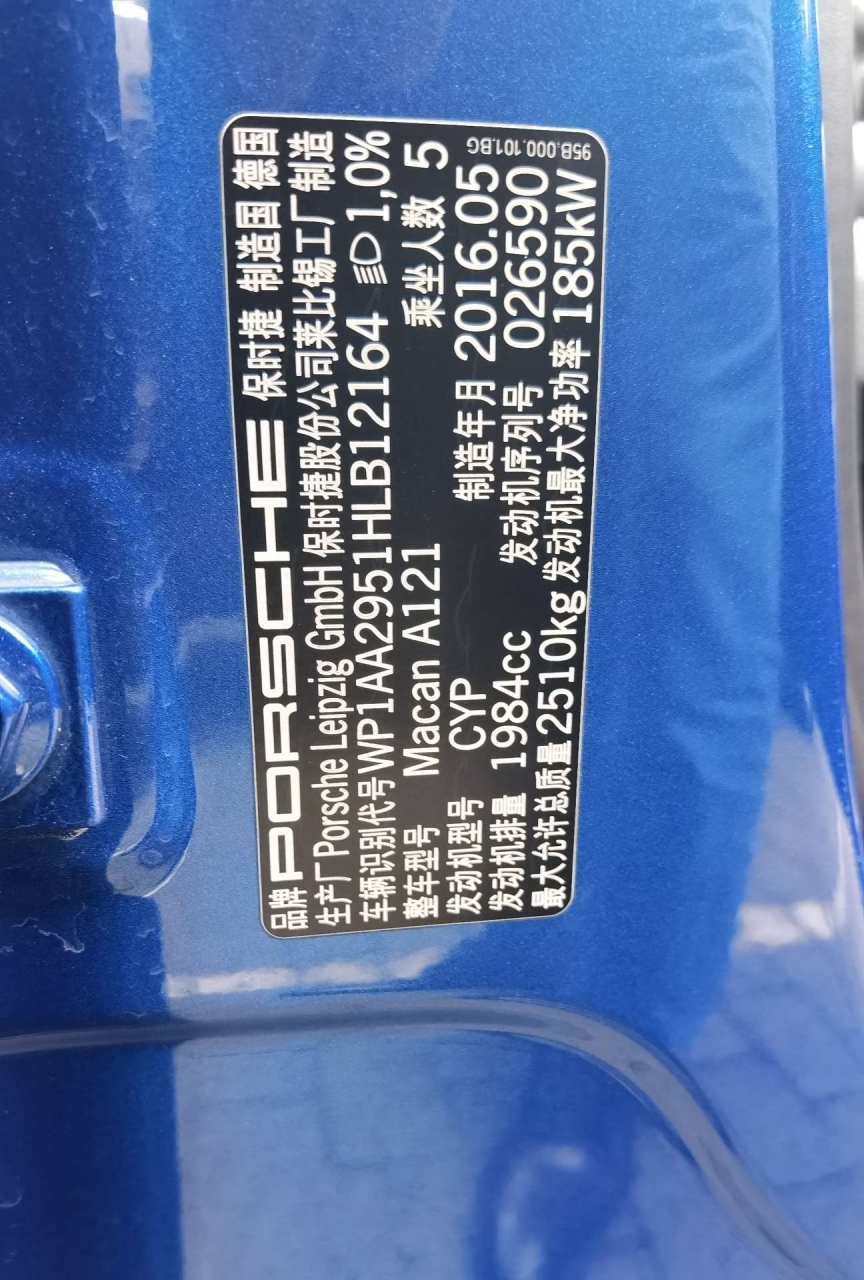 品牌 PORSCHE 保时捷 制造国 德国
生产厂 Porsche Leipzig GmbH 保时捷股份公司莱比锡工厂制造
车辆识别代号 WP1AA2951HLB12164 1,0%
整车型号 Macan A121 乘坐人数 5
发动机型号 CYP 制造年月 2016.05
发动机排量 1984cc 发动机序列号 026590
最大允许总质量 2510kg 发动机最大净功率 185kW
95B.000.101.BG